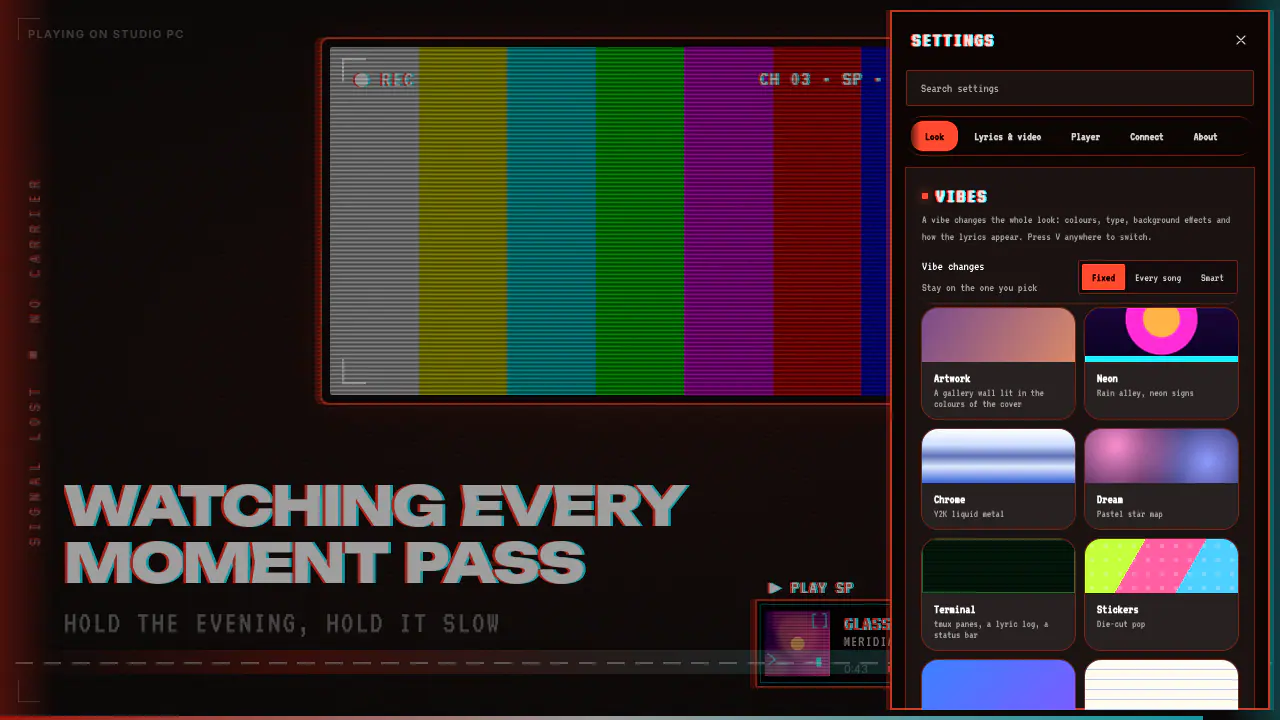 PLAYING ON STUDIO PC
REC
CH 03 - SP -
SIGNAL LOST ■ NO CARRIER
WATCHING EVERY
MOMENT PASS
HOLD THE EVENING, HOLD IT SLOW
▶ PLAY SP
GLASS
MERIDIA
0:43
SETTINGS
Search settings
Look
Lyrics & video
Player
Connect
About
VIBES
A vibe changes the whole look: colours, type, background effects and
how the lyrics appear. Press V anywhere to switch.
Vibe changes
Stay on the one you pick
Fixed
Every song
Smart
Artwork
A gallery wall lit in the
colours of the cover
Neon
Rain alley, neon signs
Chrome
Y2K liquid metal
Dream
Pastel star map
Terminal
tmux panes, a lyric log, a
status bar
Stickers
Die-cut pop